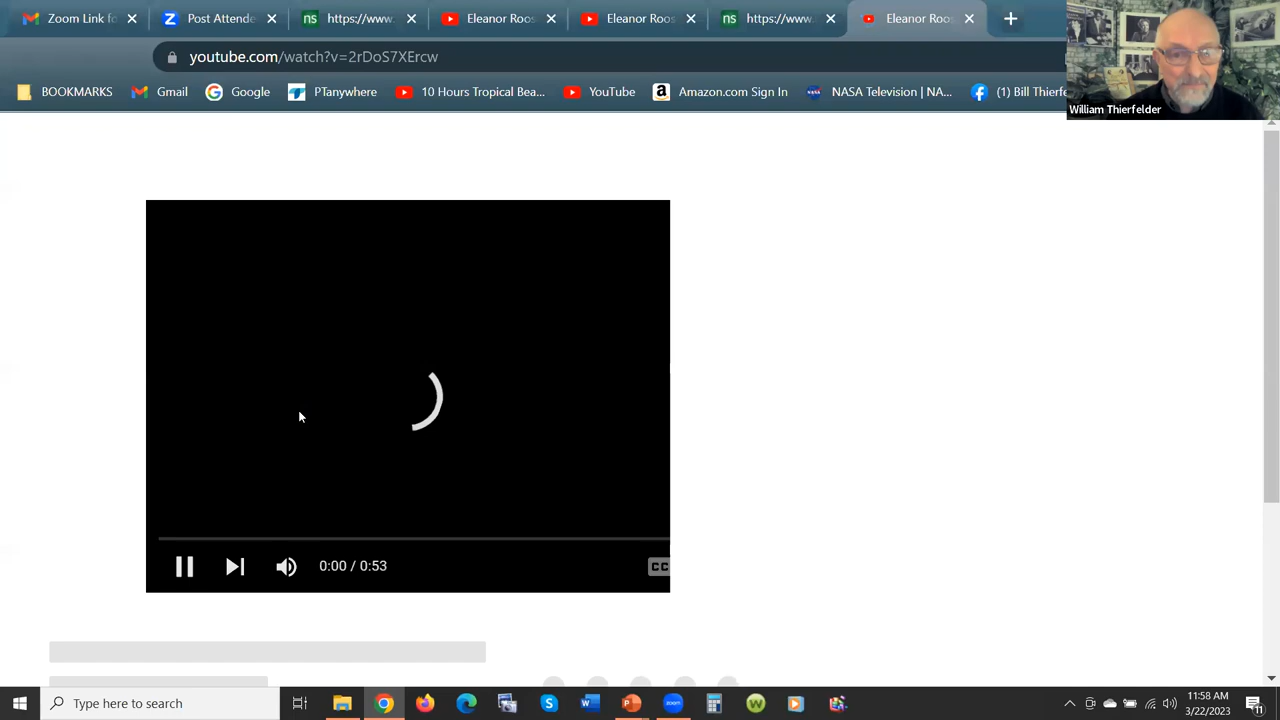 Zoom Link fo
Post Attende
https://www.
Eleanor Roos
Eleanor Roos
https://www.
Eleanor Roos
youtube.com/watch?v=2rDoS7XErcw
BOOKMARKS
Gmail
Google
PTanywhere
10 Hours Tropical Bea...
YouTube
Amazon.com Sign In
NASA Television | NA...
(1) Bill Thierfe
William Thierfelder
0:00 / 0:53
CC
Type here to search
11:58 AM
3/22/2023
11